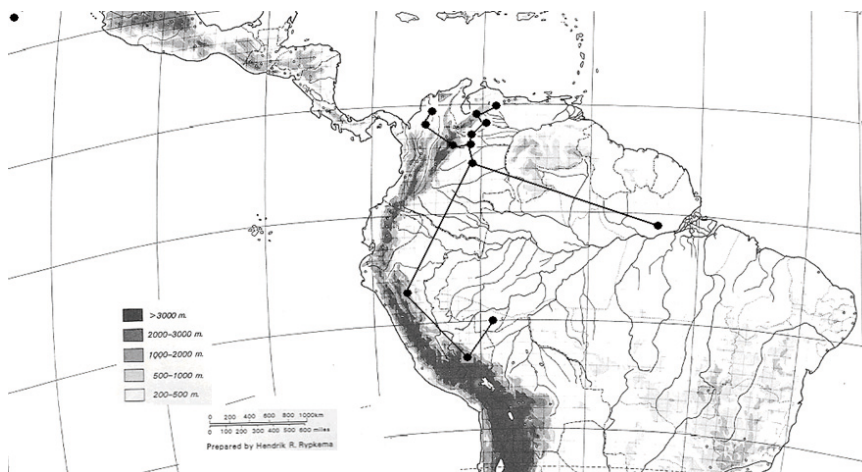 >3000 m.
2000–3000 m.
1000–2000 m.
500–1000 m.
200–500 m.
0 200 400 600 800 1000km
0 100 200 300 400 500 600 miles
Prepared by Hendrik R. Rypkema